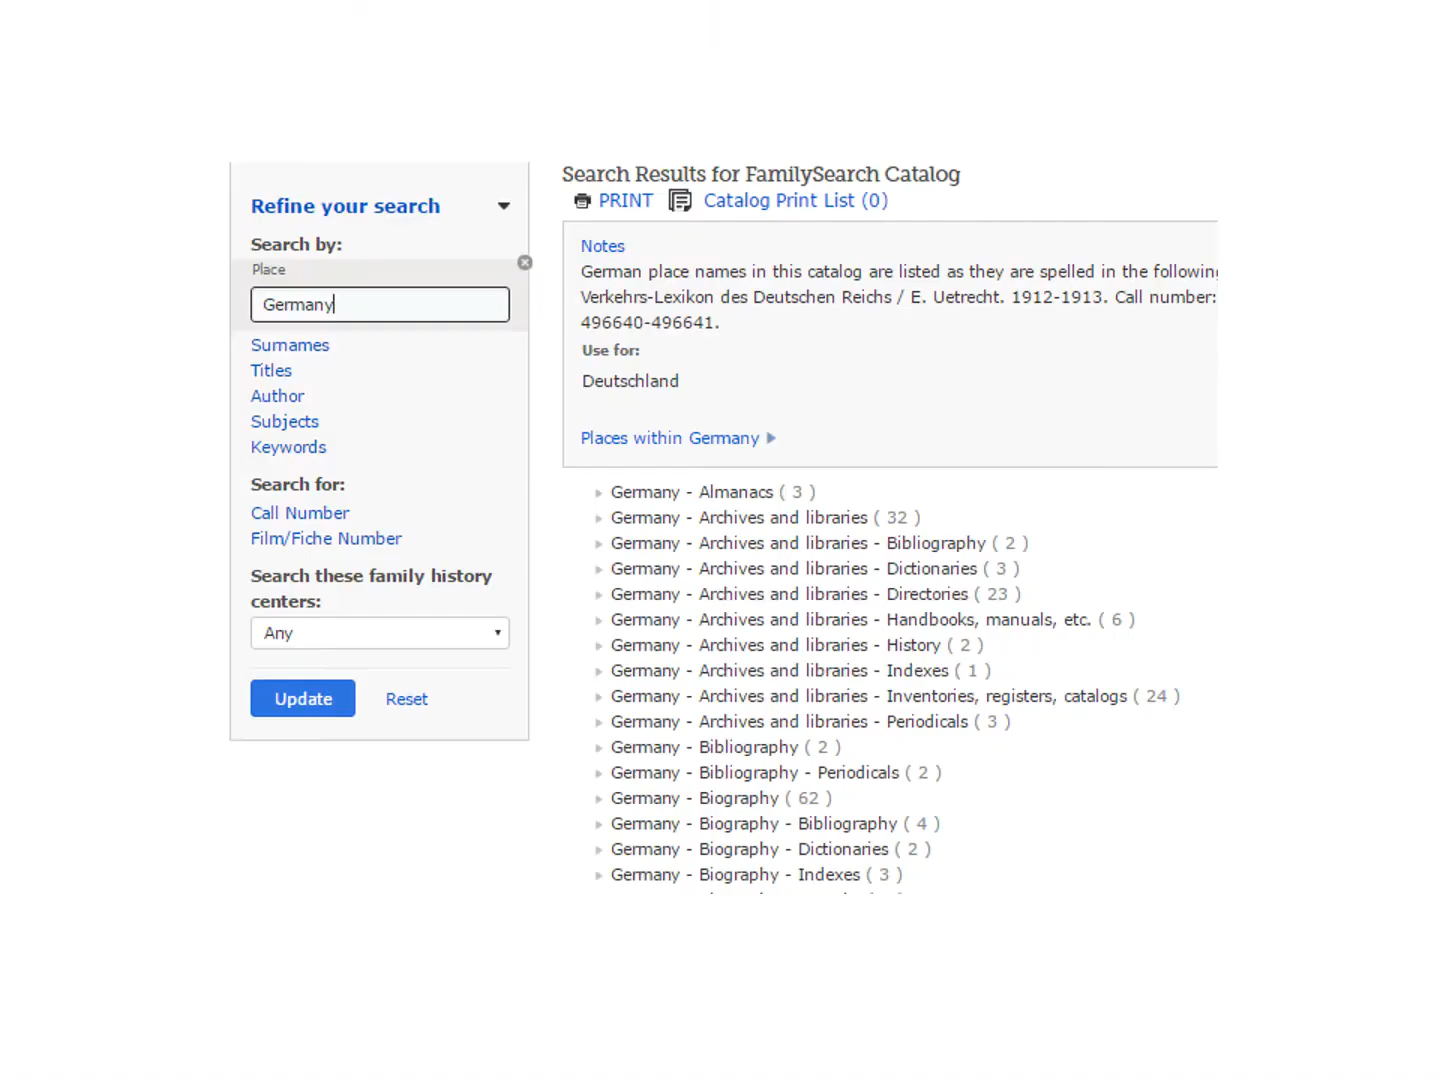 Refine your search
Search by:
Place
Germany
Surnames
Titles
Author
Subjects
Keywords
Search for:
Call Number
Film/Fiche Number
Search these family history
centers:
Any
Update Reset
Search Results for FamilySearch Catalog
PRINT Catalog Print List (0)
Notes
German place names in this catalog are listed as they are spelled in the following
Verkehrs-Lexikon des Deutschen Reichs / E. Uetrecht. 1912-1913. Call number:
496640-496641.
Use for:
Deutschland
Places within Germany
Germany - Almanacs ( 3 )
Germany - Archives and libraries ( 32 )
Germany - Archives and libraries - Bibliography ( 2 )
Germany - Archives and libraries - Dictionaries ( 3 )
Germany - Archives and libraries - Directories ( 23 )
Germany - Archives and libraries - Handbooks, manuals, etc. ( 6 )
Germany - Archives and libraries - History ( 2 )
Germany - Archives and libraries - Indexes ( 1 )
Germany - Archives and libraries - Inventories, registers, catalogs ( 24 )
Germany - Archives and libraries - Periodicals ( 3 )
Germany - Bibliography ( 2 )
Germany - Bibliography - Periodicals ( 2 )
Germany - Biography ( 62 )
Germany - Biography - Bibliography ( 4 )
Germany - Biography - Dictionaries ( 2 )
Germany - Biography - Indexes ( 3 )